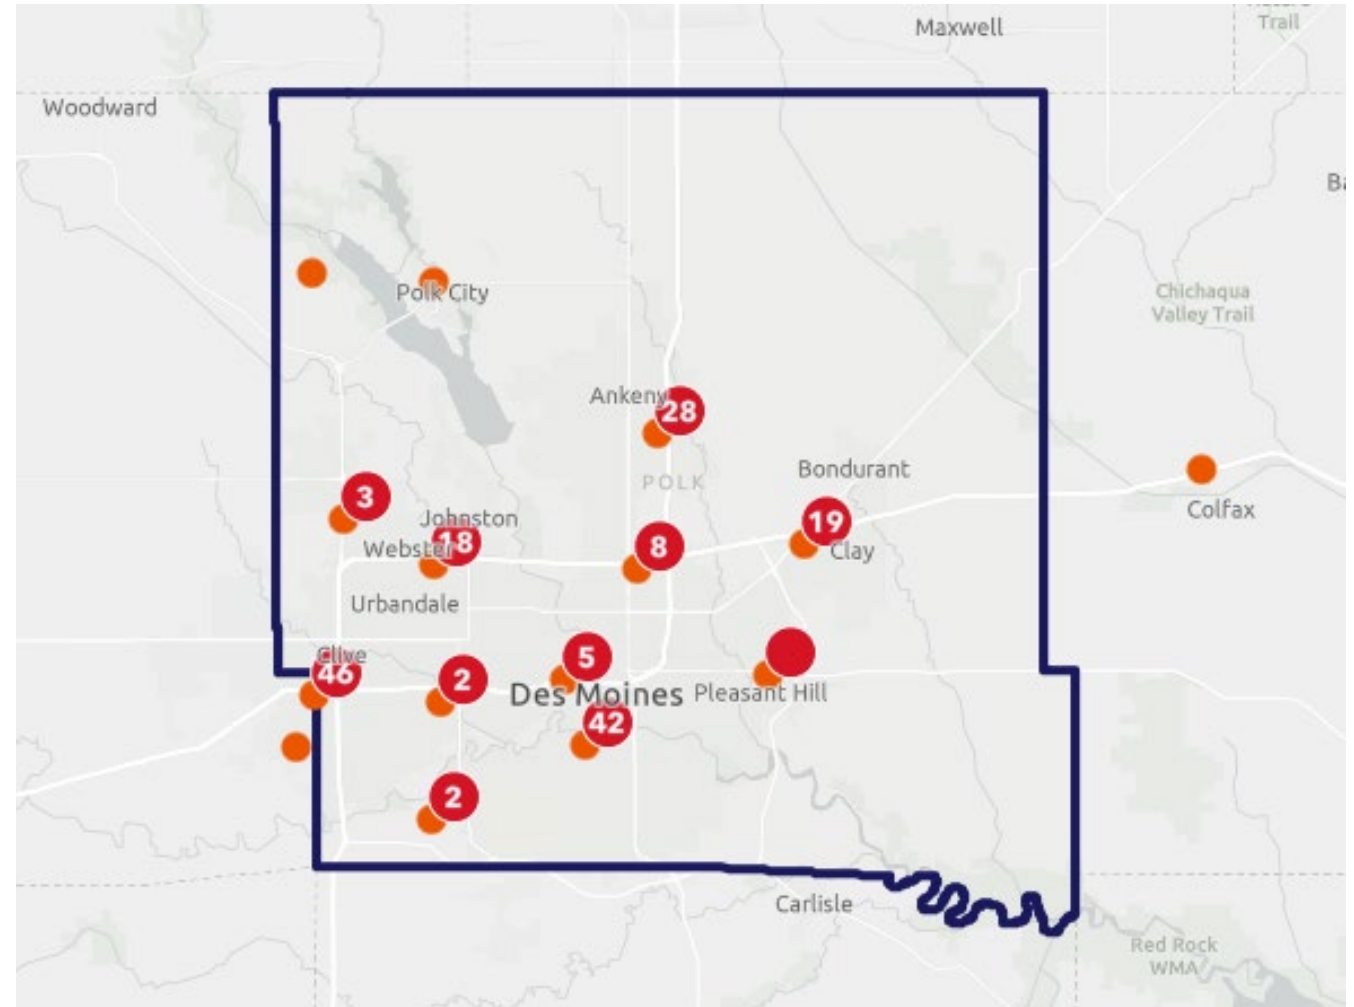 Maxwell
Trail
Woodward
Polk City
Chichaqua
Valley Trail
Ankeny
28
POLK
Bondurant
3
Johnston
19
Colfax
18
Webster
8
Clay
Urbandale
Clive
46
2
5
Des Moines
Pleasant Hill
42
2
Carlisle
Red Rock
WMA